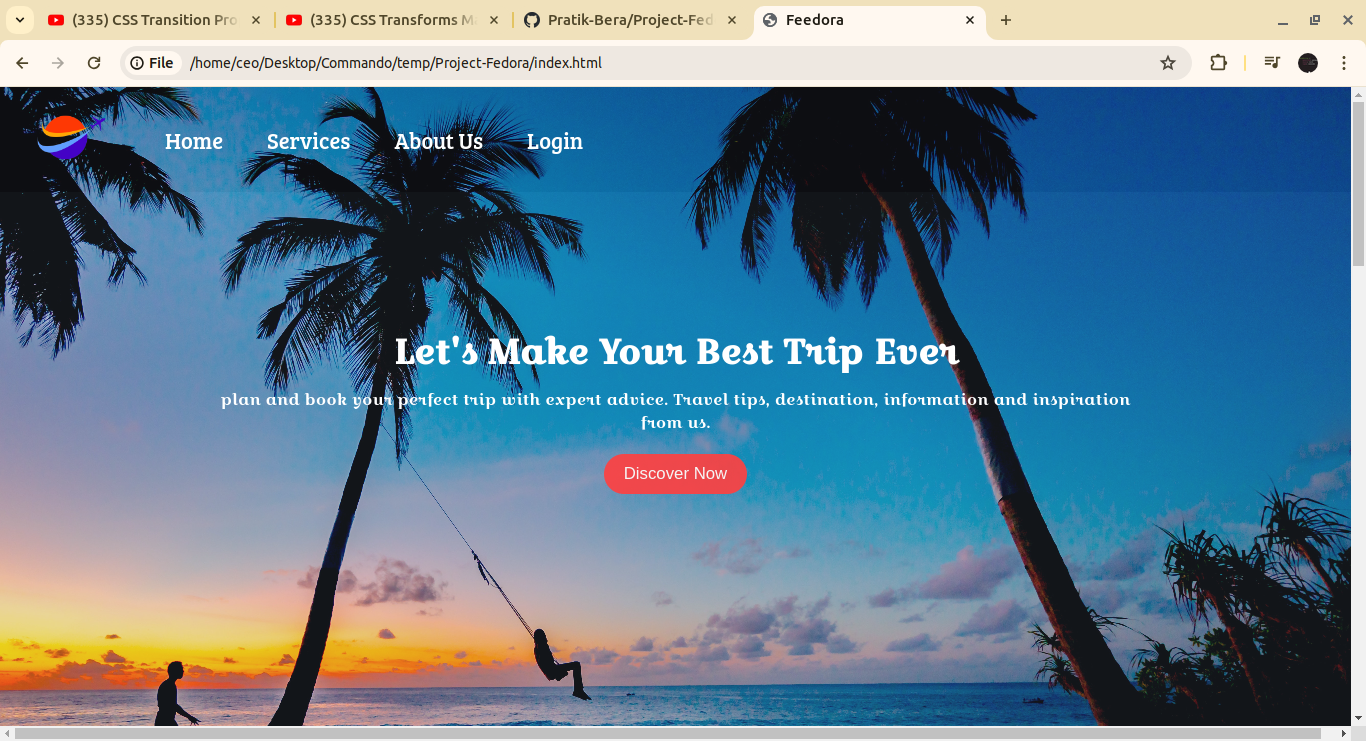 (335) CSS Transition Pro
(335) CSS Transforms M
Pratik-Bera/Project-Fed
Feedora
File
/home/ceo/Desktop/Commando/temp/Project-Fedora/index.html
Home
Services
About Us
Login
Let's Make Your Best Trip Ever
plan and book your perfect trip with expert advice. Travel tips, destination, information and inspiration
from us.
Discover Now